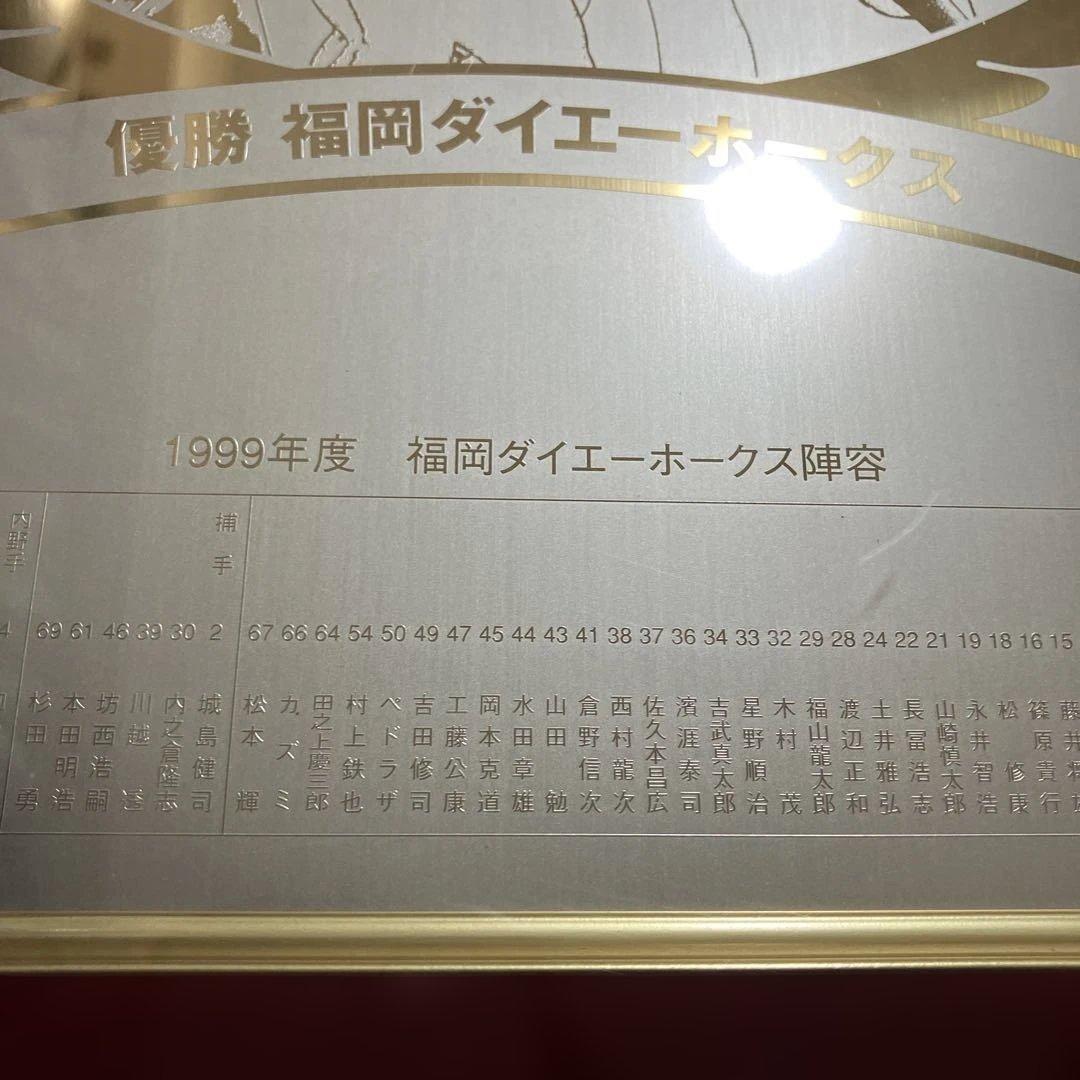 優勝 福岡ダイエーホークス
1999年度 福岡ダイエーホークス陣容
15 藤井将
16 篠原貴行
18 松修康
19 永井智浩
21 山崎慎太郎
22 長冨浩志
24 土井雅弘
28 渡辺正和
29 福山龍太郎
32 木村茂
33 星野順治
34 吉武真太郎
36 濱涯泰司
37 佐久本昌広
38 西村龍次
41 倉野信次
43 山田勉
44 水田章雄
45 岡本克道
47 工藤公康
49 吉田修司
50 ペドラザ
54 村上鉄也
64 田之上慶三郎
66 カズミ
67 松本輝
捕手
2 城島健司
30 内之倉隆志
39 川越透
46 坊西浩嗣
61 本田明浩
69 杉田勇
内野手
4